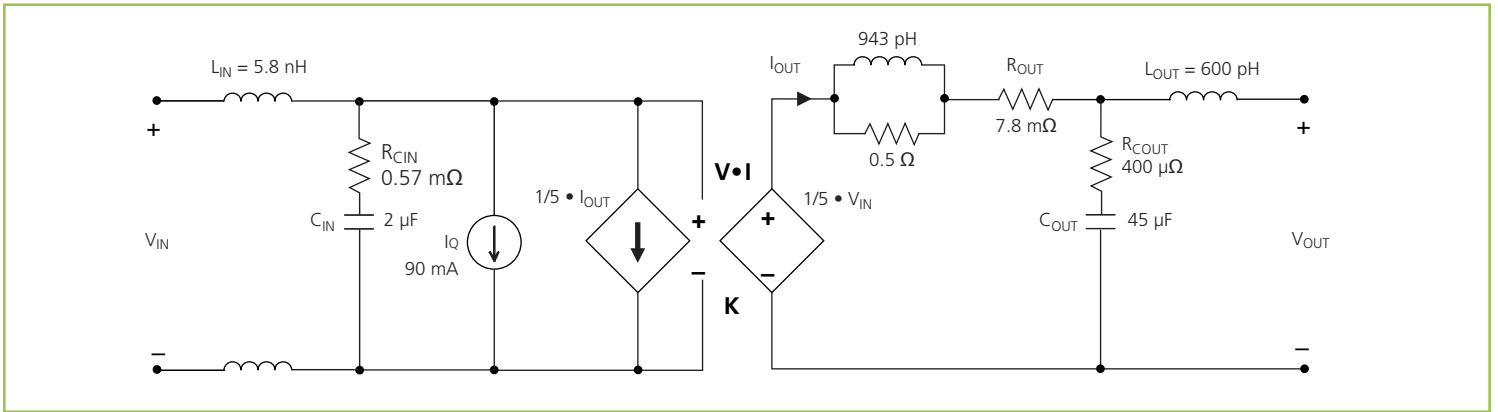 L_IN = 5.8 nH
+
R_CIN
0.57 mΩ
C_IN
2 µF
V_IN
I_Q
90 mA
1/5 • I_OUT
–
V•I
+
–
K
+
–
1/5 • V_IN
I_OUT
943 pH
0.5 Ω
R_OUT
7.8 mΩ
L_OUT = 600 pH
+
R_COUT
400 µΩ
C_OUT
45 µF
V_OUT
–